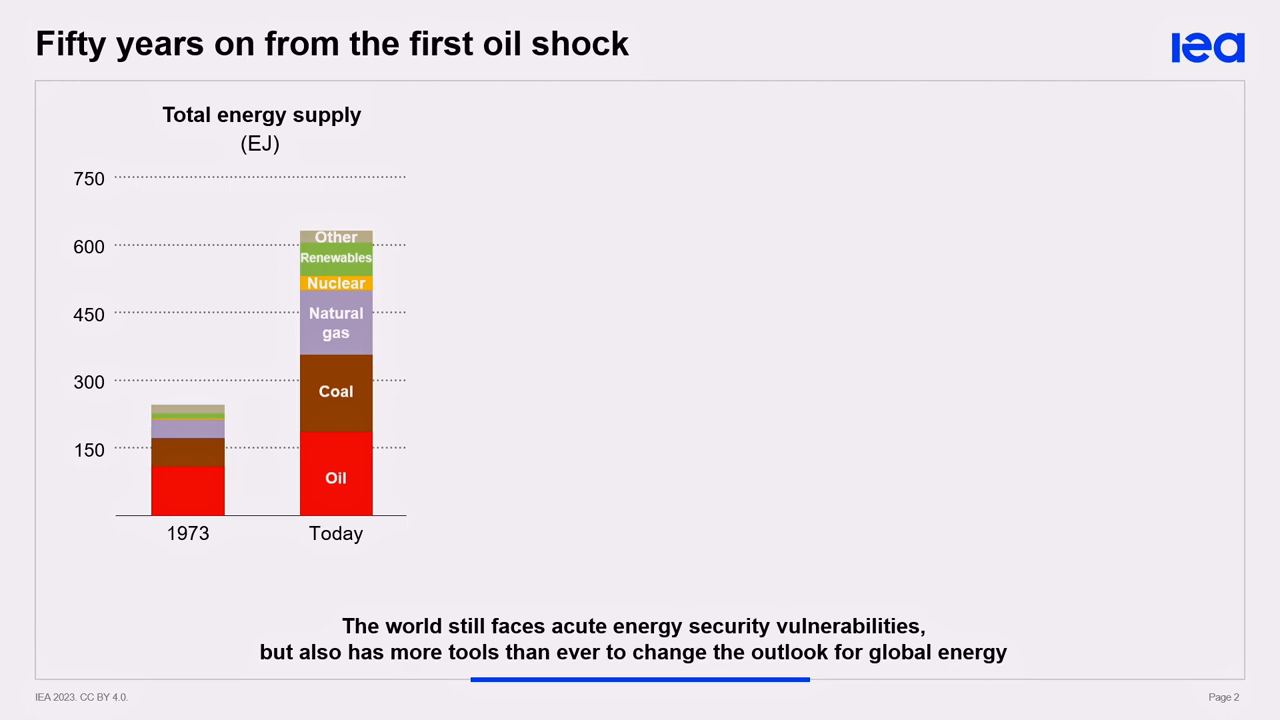 Fifty years on from the first oil shock
iea
Total energy supply
(EJ)
750
600
450
300
150
Other
Renewables
Nuclear
Natural
gas
Coal
Oil
1973
Today
The world still faces acute energy security vulnerabilities,
but also has more tools than ever to change the outlook for global energy
IEA 2023. CC BY 4.0.
Page 2